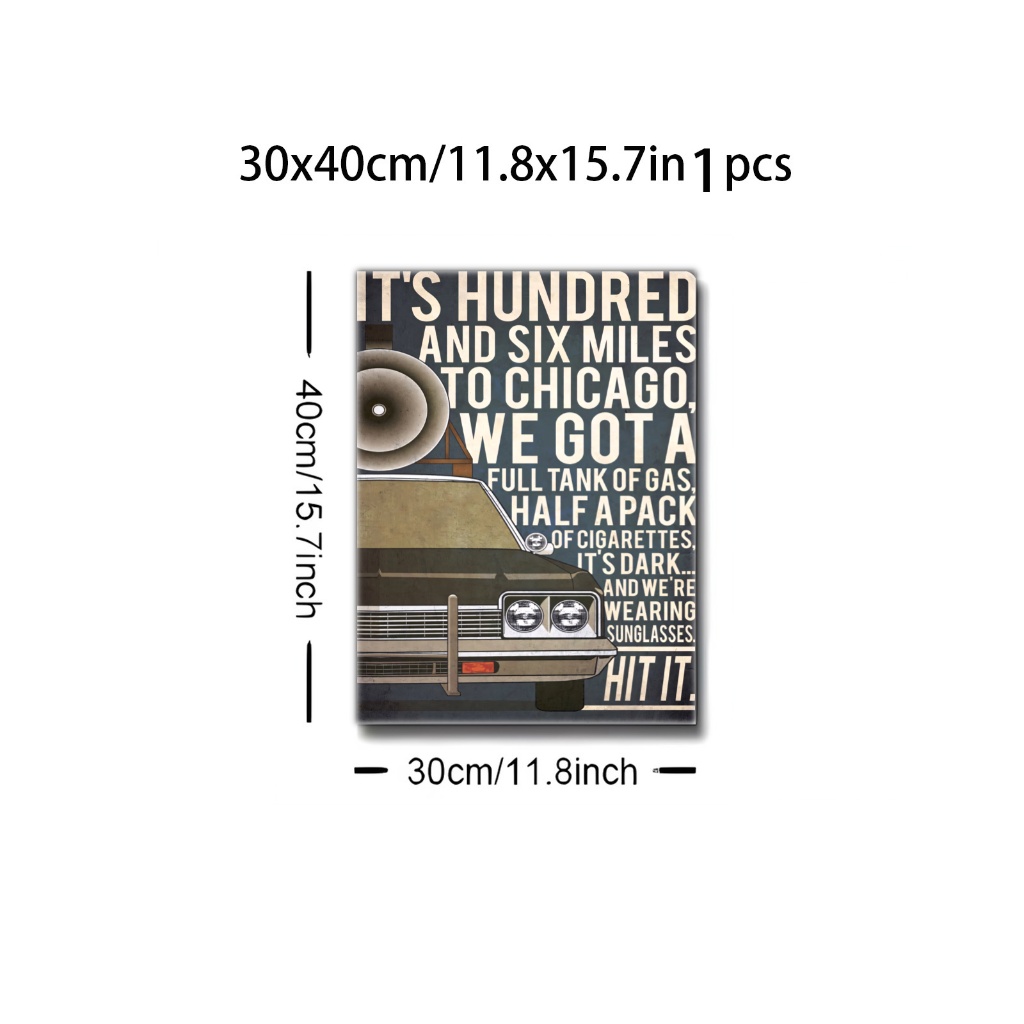 30x40cm/11.8x15.7in 1 pcs
IT'S HUNDRED
AND SIX MILES
TO CHICAGO,
WE GOT A
FULL TANK OF GAS,
HALF A PACK
OF CIGARETTES,
IT'S DARK...
AND WE'RE
WEARING
SUNGLASSES.
HIT IT.
40cm/15.7inch
30cm/11.8inch